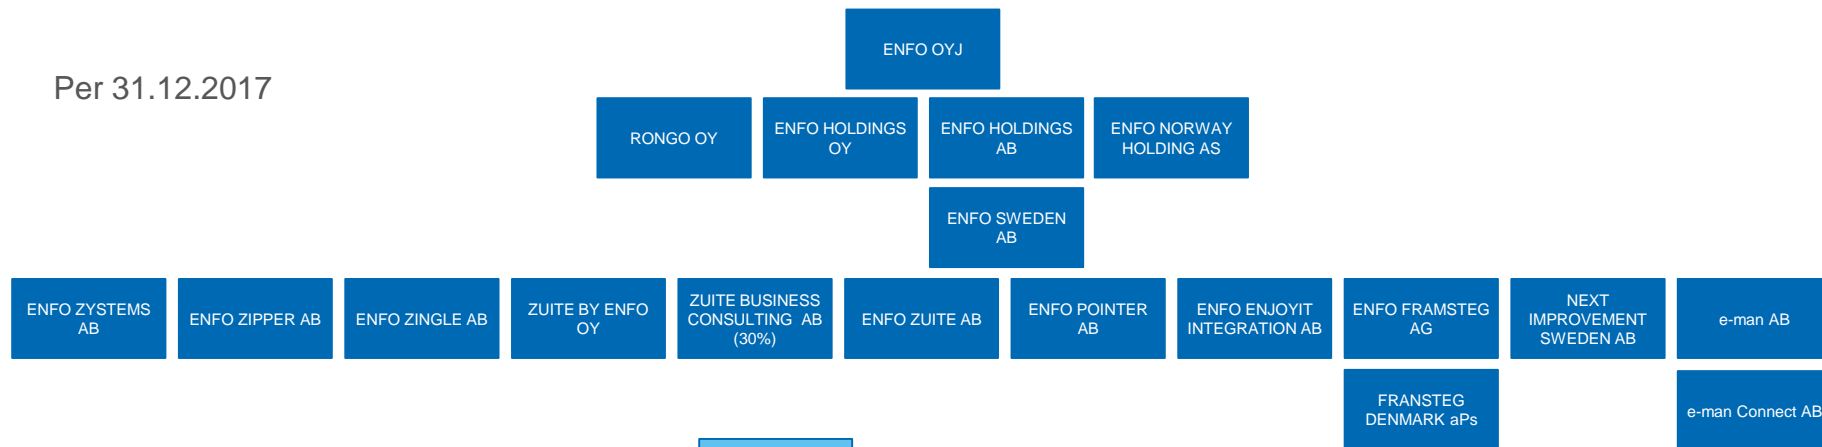 ENFO OYJ
Per 31.12.2017
RONGO OY
ENFO HOLDINGS
OY
ENFO HOLDINGS
AB
ENFO NORWAY
HOLDING AS
ENFO SWEDEN
AB
ENFO ZYSTEMS
AB
ENFO ZIPPER AB
ENFO ZINGLE AB
ZUITE BY ENFO
OY
ZUITE BUSINESS
CONSULTING AB
(30%)
ENFO ZUITE AB
ENFO POINTER
AB
ENFO ENJOYIT
INTEGRATION AB
ENFO FRAMSTEG
AG
NEXT
IMPROVEMENT
SWEDEN AB
e-man AB
FRANSTEG
DENMARK aPs
e-man Connect AB